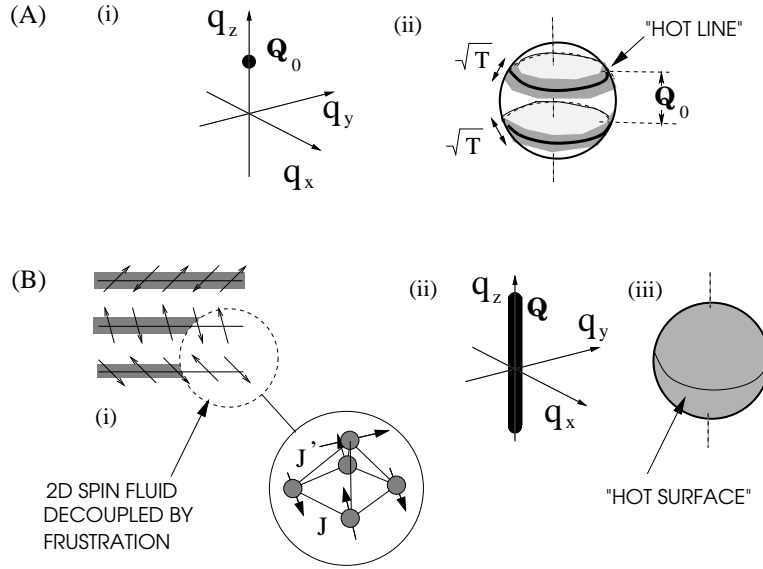 (A)
(i)
q_z
Q_0
q_y
q_x
(ii)
"HOT LINE"
√T
Q_0
√T
(B)
(i)
2D SPIN FLUID
DECOUPLED BY
FRUSTRATION
J'
J
(ii)
q_z
Q
q_y
q_x
(iii)
"HOT SURFACE"